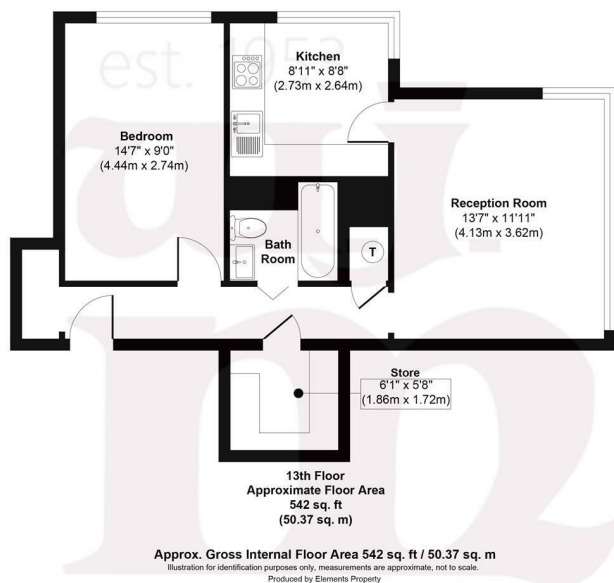 est. 1952
Kitchen
8'11" x 8'8"
(2.73m x 2.64m)
Bedroom
14'7" x 9'0"
(4.44m x 2.74m)
Reception Room
13'7" x 11'11"
(4.13m x 3.62m)
Bath
Room
T
Store
6'1" x 5'8"
(1.86m x 1.72m)
13th Floor
Approximate Floor Area
542 sq. ft
(50.37 sq. m)
Approx. Gross Internal Floor Area 542 sq. ft / 50.37 sq. m
Illustration for identification purposes only, measurements are approximate, not to scale.
Produced by Elements Property